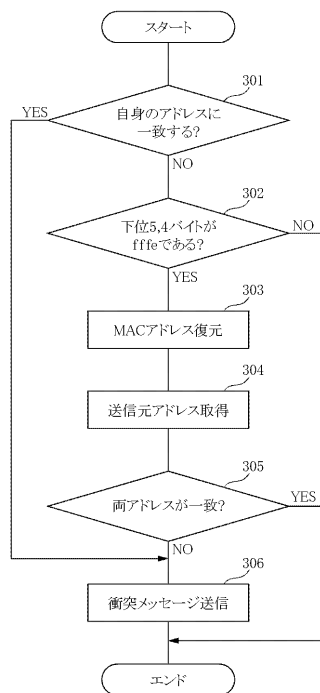 スタート
301
自身のアドレスに
一致する?
YES
NO
302
下位5,4バイトが
fffeである?
NO
YES
303
MACアドレス復元
304
送信元アドレス取得
305
両アドレスが一致?
YES
NO
306
衝突メッセージ送信
エンド